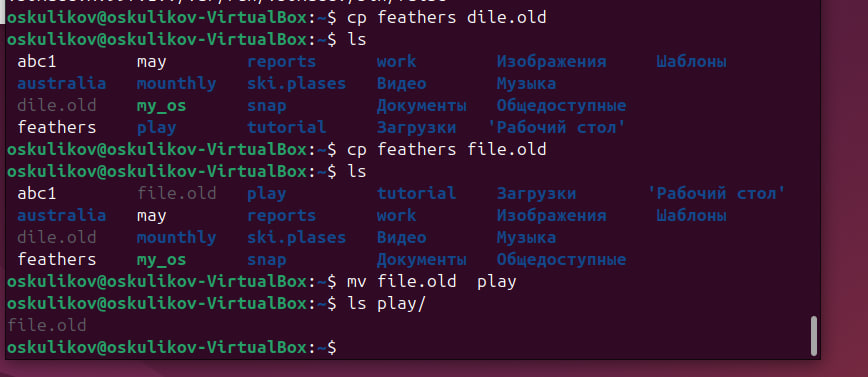 oskulikov@oskulikov-VirtualBox:~$ cp feathers dile.old
oskulikov@oskulikov-VirtualBox:~$ ls
abc1 may reports work Изображения Шаблоны
australia mounthly ski.plases Видео Музыка
dile.old my_os snap Документы Общедоступные
feathers play tutorial Загрузки 'Рабочий стол'
oskulikov@oskulikov-VirtualBox:~$ cp feathers file.old
oskulikov@oskulikov-VirtualBox:~$ ls
abc1 file.old play tutorial Загрузки 'Рабочий стол'
australia may reports work Изображения Шаблоны
dile.old mounthly ski.plases Видео Музыка
feathers my_os snap Документы Общедоступные
oskulikov@oskulikov-VirtualBox:~$ mv file.old  play
oskulikov@oskulikov-VirtualBox:~$ ls play/
file.old
oskulikov@oskulikov-VirtualBox:~$